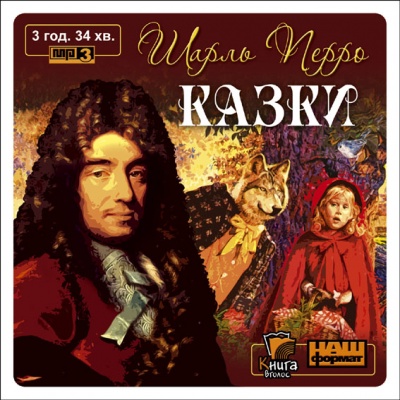 3 год. 34 хв.
mp3
Шарль Перро
КАЗКИ
Книга
вголос
НАШ
формат